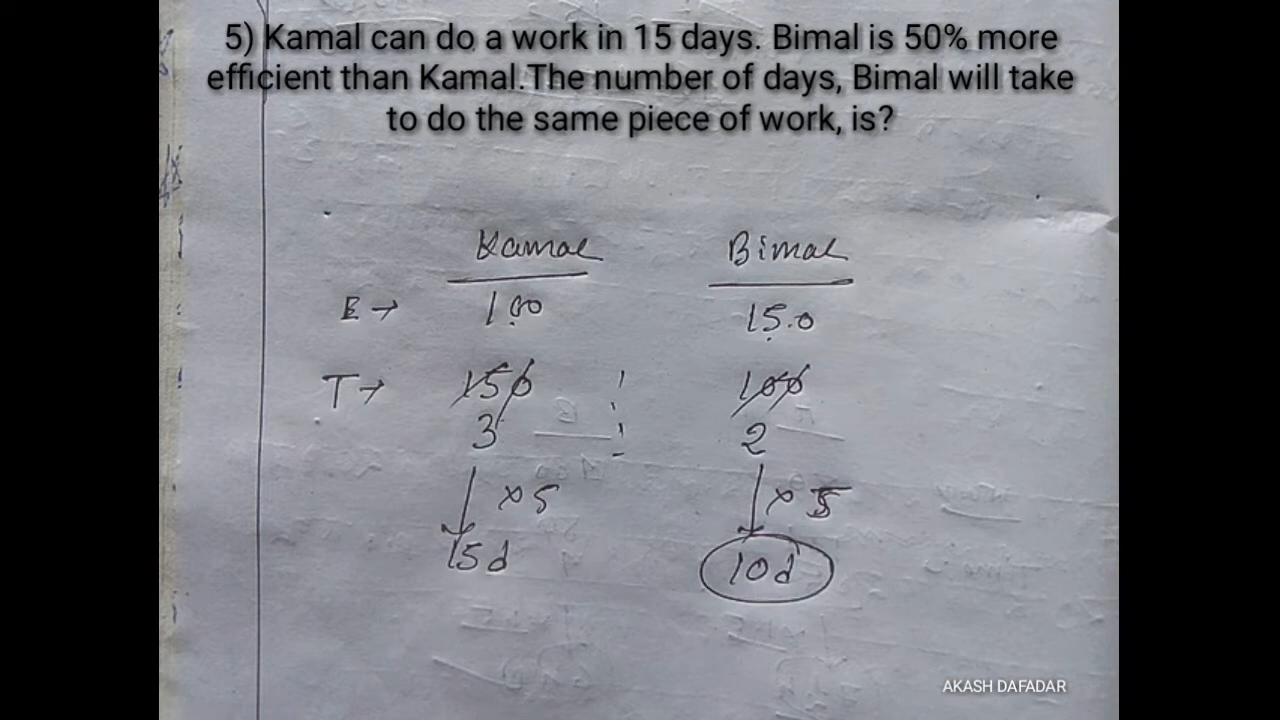 5) Kamal can do a work in 15 days. Bimal is 50% more
efficient than Kamal.The number of days, Bimal will take
to do the same piece of work, is?
Kamal Bimal
E → 100 150
T → 150 : 100
3 : 2
↓ × 5 ↓ × 5
15d 10d
AKASH DAFADAR